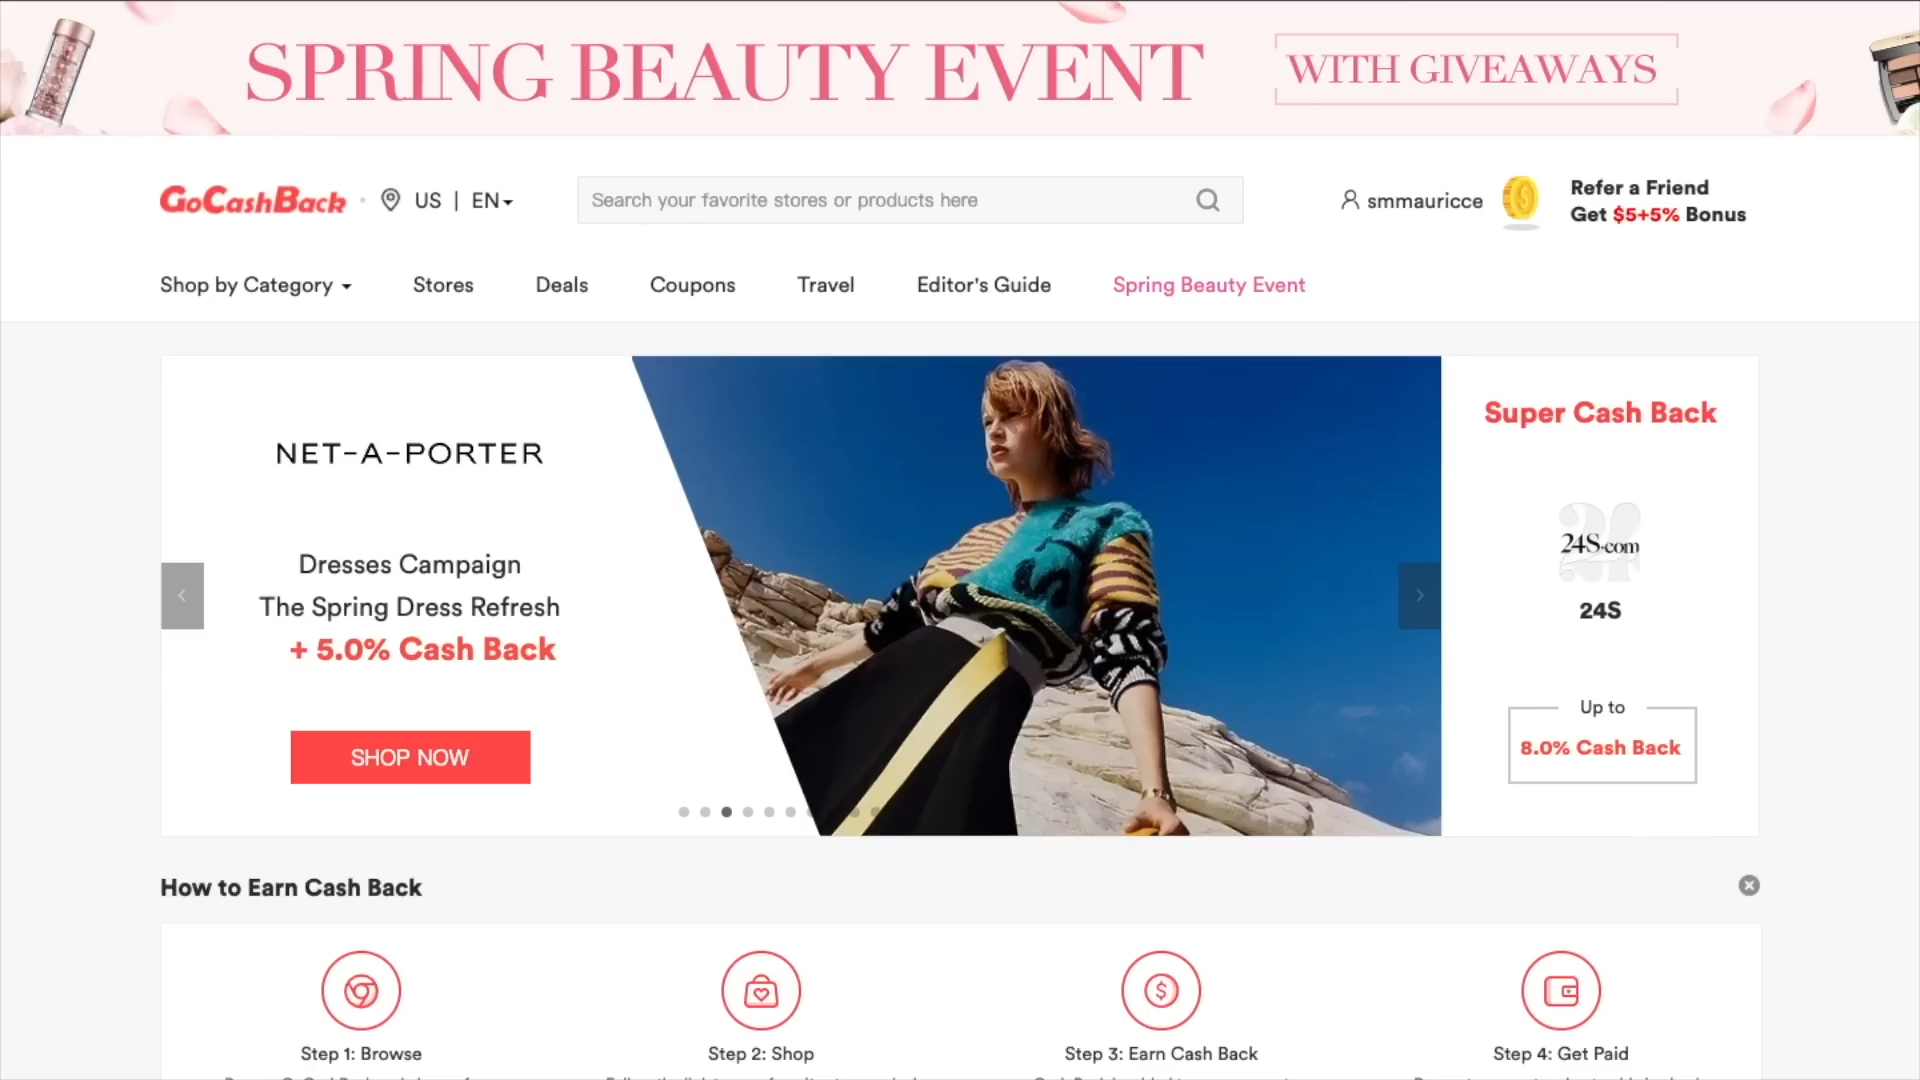 SPRING BEAUTY EVENT WITH GIVEAWAYS
GoCashBack US | EN
Search your favorite stores or products here
smmauricce
Refer a Friend
Get $5+5% Bonus
Shop by Category Stores Deals Coupons Travel Editor's Guide Spring Beauty Event
NET-A-PORTER
Dresses Campaign
The Spring Dress Refresh
+ 5.0% Cash Back
SHOP NOW
Super Cash Back
24S.com
24S
Up to
8.0% Cash Back
How to Earn Cash Back
Step 1: Browse
Step 2: Shop
Step 3: Earn Cash Back
Step 4: Get Paid